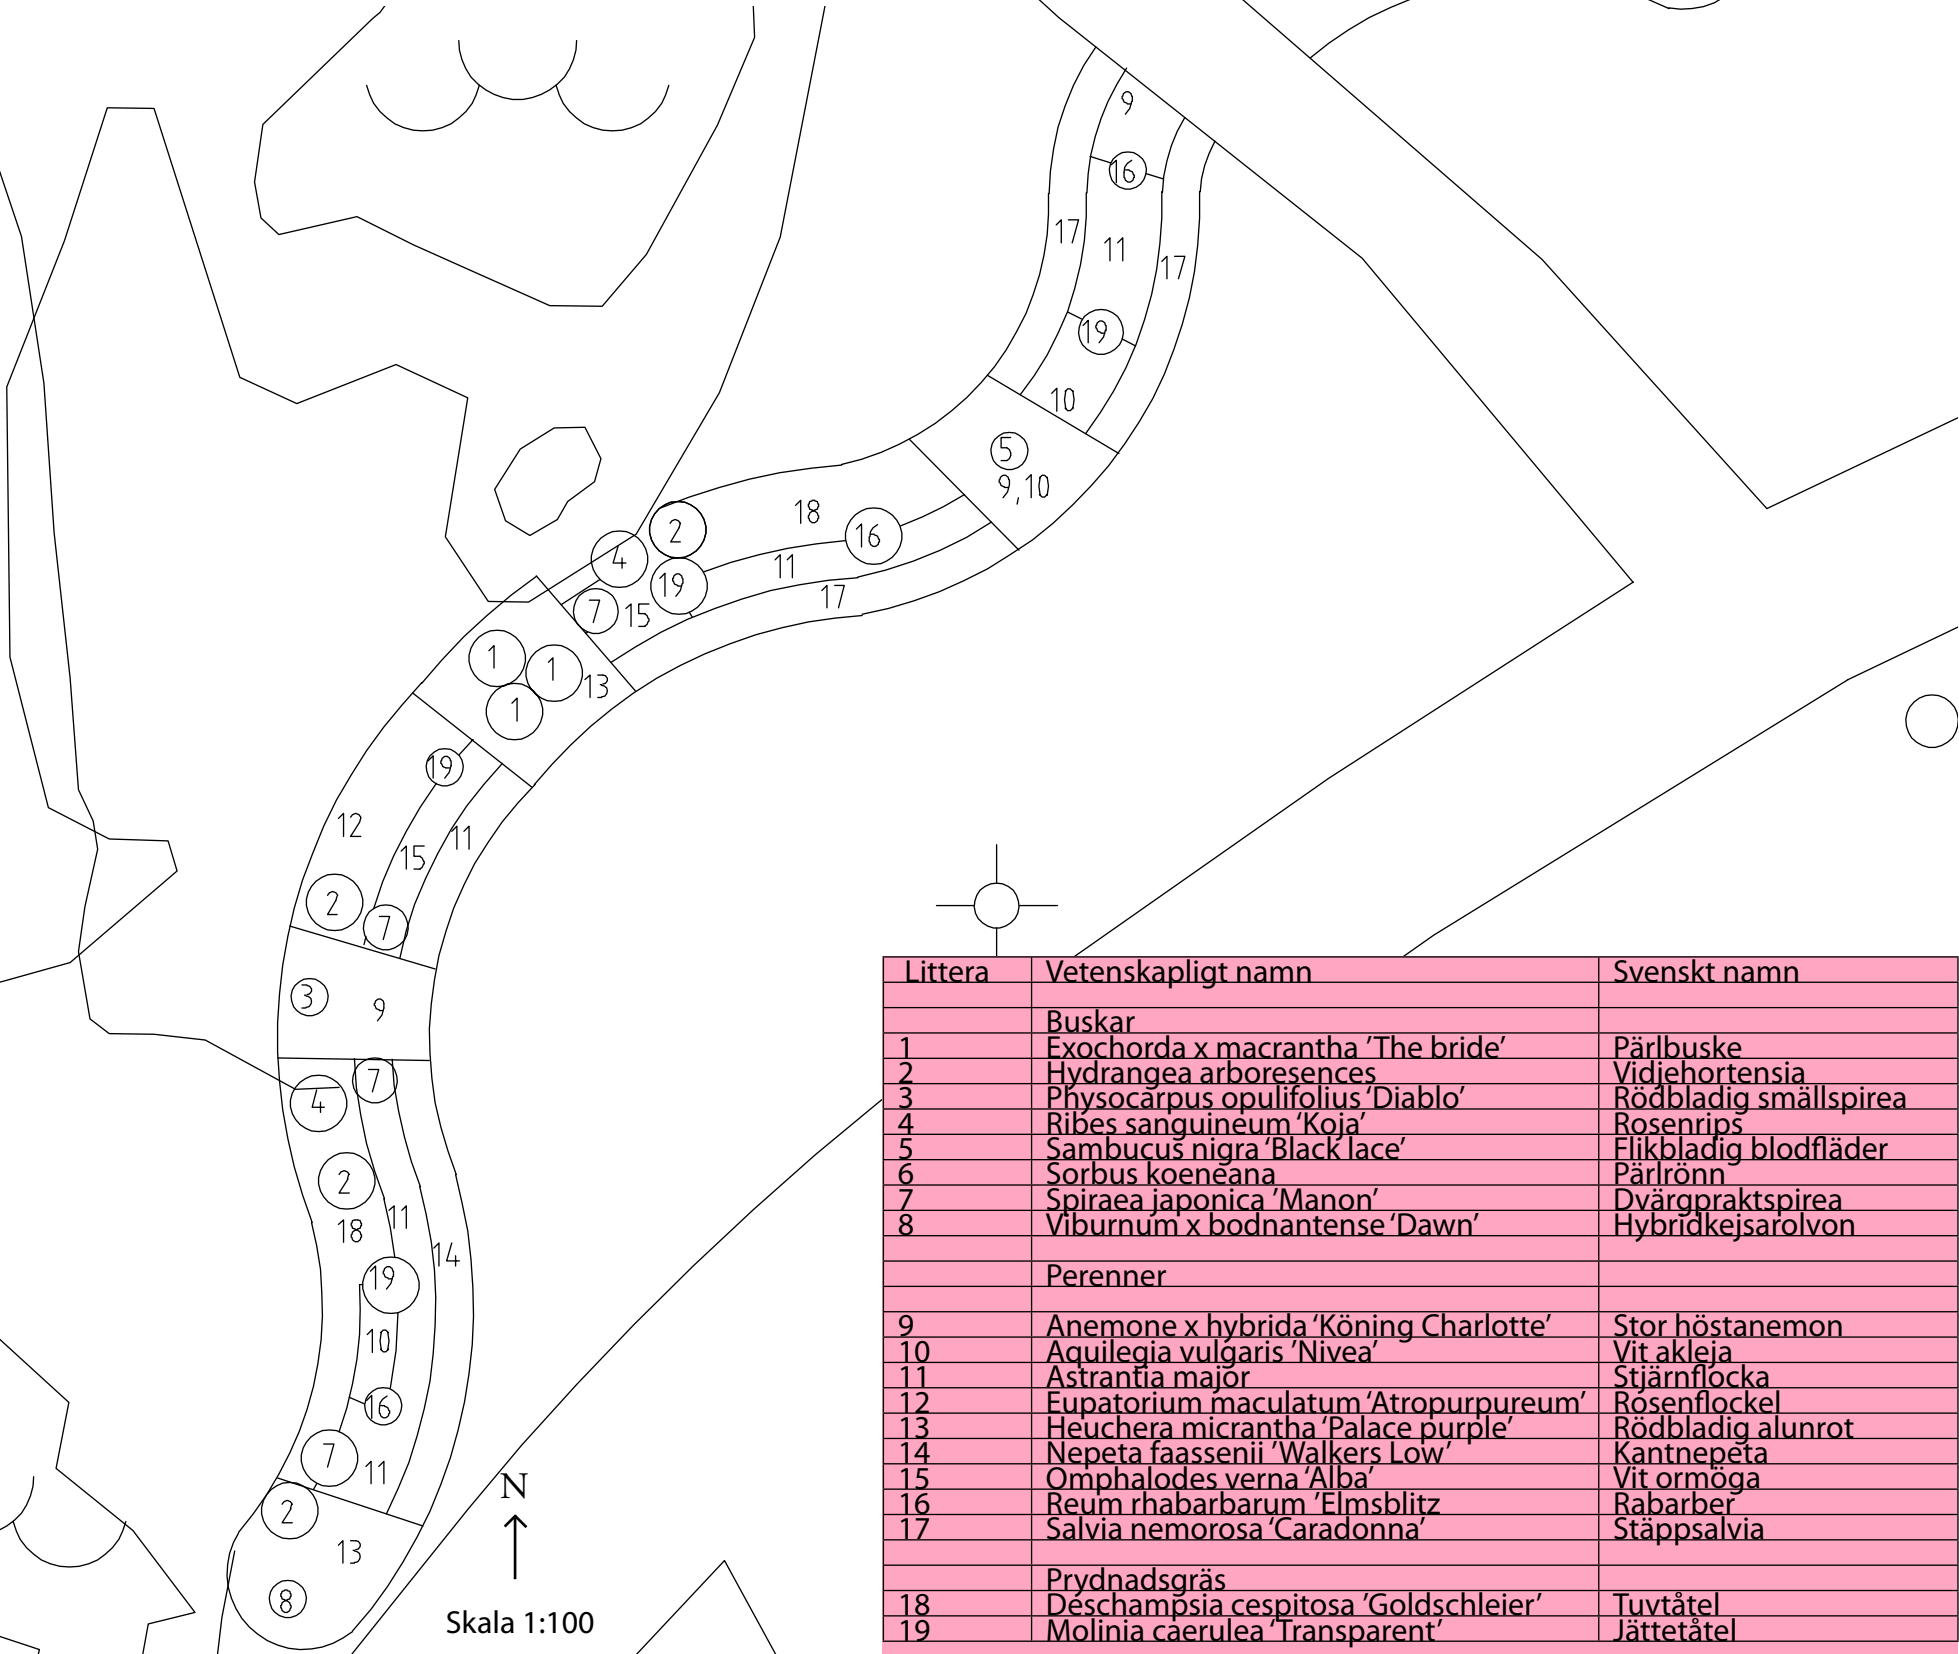 9
16
17
11
17
19
10
5
9,10
18
2
16
4
11
19
17
7
15
1
1
13
1
19
12
11
15
2
7
3
9
7
4
2
11
18
14
19
10
16
7
11
2
13
8
N
Skala 1:100
Littera Vetenskapligt namn Svenskt namn
Buskar
1 Exochorda x macrantha ’The bride’ Pärlbuske
2 Hydrangea arboresences Vidjehortensia
3 Physocarpus opulifolius ‘Diablo’ Rödbladig smällspirea
4 Ribes sanguineum ‘Koja’ Rosenrips
5 Sambucus nigra ‘Black lace’ Flikbladig blodfläder
6 Sorbus koeneana Pärlrönn
7 Spiraea japonica ’Manon’ Dvärgpraktspirea
8 Viburnum x bodnantense ‘Dawn’ Hybridkejsarolvon
Perenner
9 Anemone x hybrida ‘Köning Charlotte’ Stor höstanemon
10 Aquilegia vulgaris ’Nivea’ Vit akleja
11 Astrantia major Stjärnflocka
12 Eupatorium maculatum ‘Atropurpureum’ Rosenflockel
13 Heuchera micrantha ‘Palace purple’ Rödbladig alunrot
14 Nepeta faassenii ’Walkers Low’ Kantnepeta
15 Omphalodes verna ‘Alba’ Vit ormöga
16 Reum rhabarbarum ’Elmsblitz Rabarber
17 Salvia nemorosa ‘Caradonna’ Stäppsalvia
Prydnadsgräs
18 Deschampsia cespitosa ’Goldschleier’ Tuvtåtel
19 Molinia caerulea ‘Transparent’ Jättetåtel